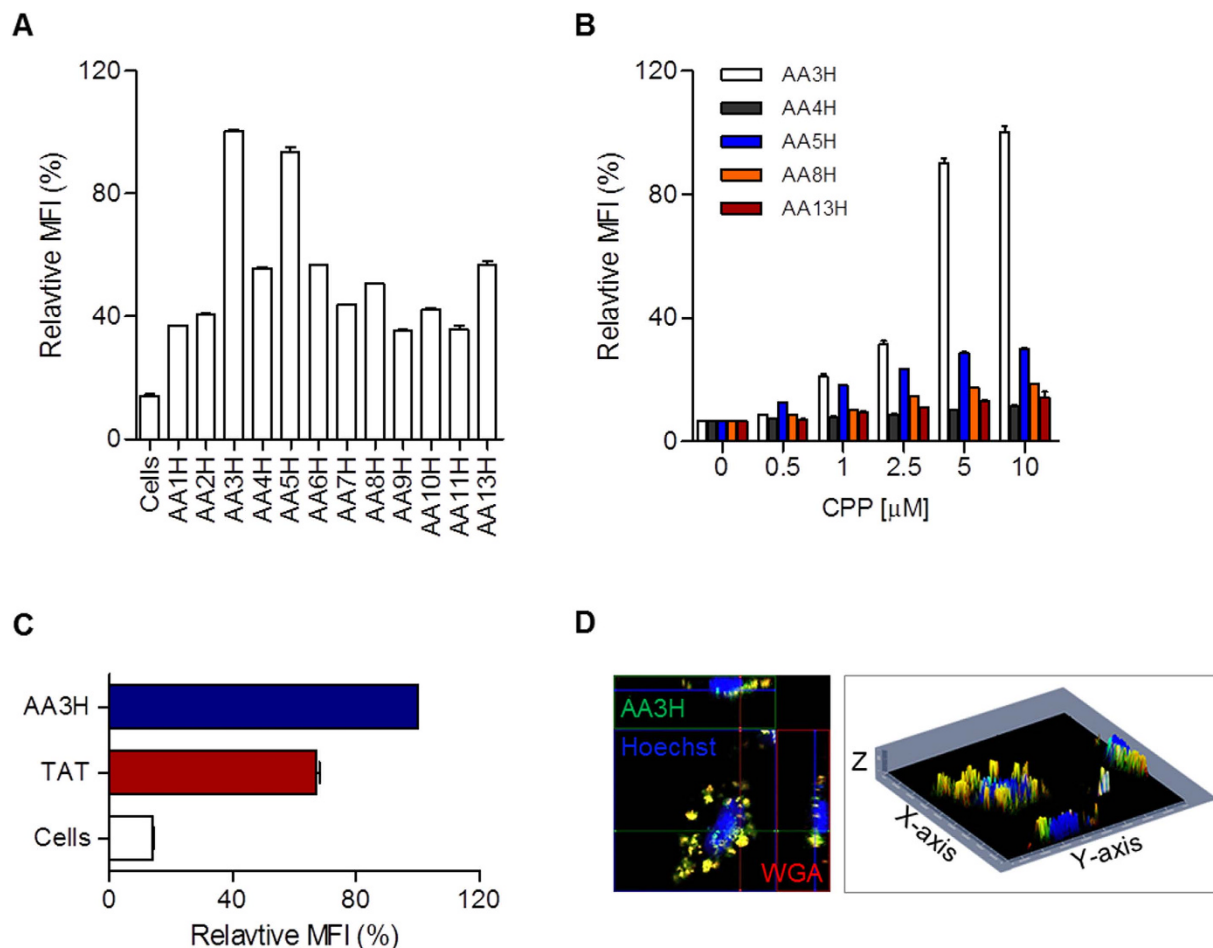 A
Relavtive MFI (%)
120
80
40
0
Cells
AA1H
AA2H
AA3H
AA4H
AA5H
AA6H
AA7H
AA8H
AA9H
AA10H
AA11H
AA13H
B
Relavtive MFI (%)
120
80
40
0
AA3H
AA4H
AA5H
AA8H
AA13H
0 0.5 1 2.5 5 10
CPP [µM]
C
AA3H
TAT
Cells
0 40 80 120
Relavtive MFI (%)
D
AA3H
Hoechst
WGA
Z
X-axis
Y-axis